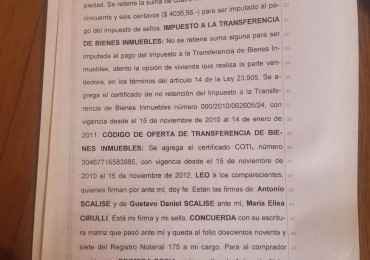 piedad. Se retiene la suma de
cincuenta y seis centavos ($ 4036,56.-) para ser imputado al pa-
go del Impuesto de sellos. IMPUESTO A LA TRANSFERENCIA
DE BIENES INMUEBLES: No se retiene suma alguna para ser
imputada al pago del Impuesto a la Transferencia de Bienes In-
muebles, atento la opción de vivienda que realiza la parte ven-
dedora, en los términos del artículo 14 de la Ley 23.905. Se a-
grega el certificado de no retención del Impuesto a la Transfe-
rencia de Bienes Inmuebles número 000/2010/062605/24, con
vigencia desde el 15 de noviembre de 2010 al 14 de enero de
2011. CÓDIGO DE OFERTA DE TRANSFERENCIA DE BIE-
NES INMUEBLES: Se agrega el certificado COTI, número
30467716583985, con vigencia desde el 15 de noviembre de
2010 al 15 de noviembre de 2012. LEO a los comparecientes,
quienes firman por ante mí, doy fe. Están las firmas de: Antonio
SCALISE y de Gustavo Daniel SCALISE ante mí, María Elisa
CIRULLI. Está mi firma y mi sello. CONCUERDA con su escritu-
ra matriz que pasó ante mí y queda al folio doscientos noventa y
siete del Registro Notarial 175 a mi cargo. Para el comprador